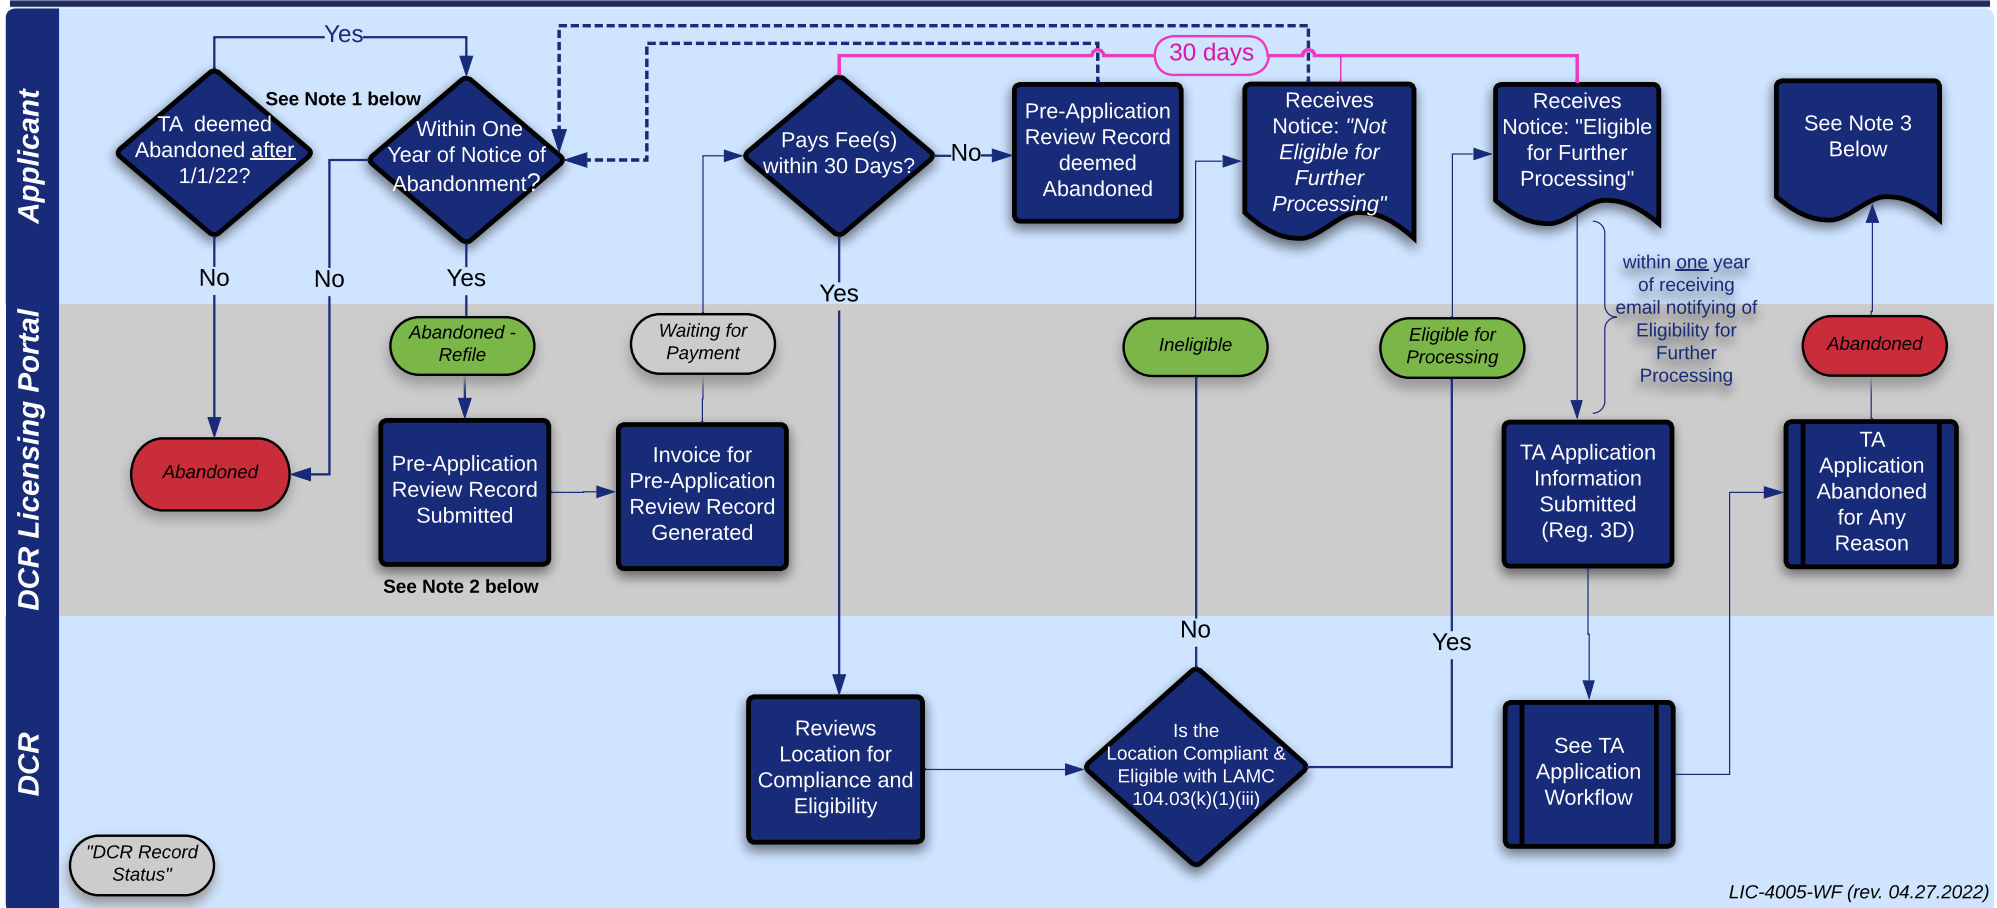 Applicant
Yes
TA deemed
Abandoned after
1/1/22?
See Note 1 below
Within One
Year of Notice of
Abandonment?
No
No
Yes
Pays Fee(s)
within 30 Days?
No
Yes
Pre-Application
Review Record
deemed
Abandoned
30 days
Receives
Notice: "Not
Eligible for
Further
Processing"
Receives
Notice: "Eligible
for Further
Processing"
See Note 3
Below
within one year
of receiving
email notifying of
Eligibility for
Further
Processing
DCR Licensing Portal
Abandoned
Abandoned -
Refile
Pre-Application
Review Record
Submitted
See Note 2 below
Waiting for
Payment
Invoice for
Pre-Application
Review Record
Generated
Ineligible
Eligible for
Processing
TA Application
Information
Submitted
(Reg. 3D)
Abandoned
TA
Application
Abandoned
for Any
Reason
DCR
Reviews
Location for
Compliance and
Eligibility
No
Is the
Location Compliant &
Eligible with LAMC
104.03(k)(1)(iii)
Yes
See TA
Application
Workflow
"DCR Record
Status"
LIC-4005-WF (rev. 04.27.2022)